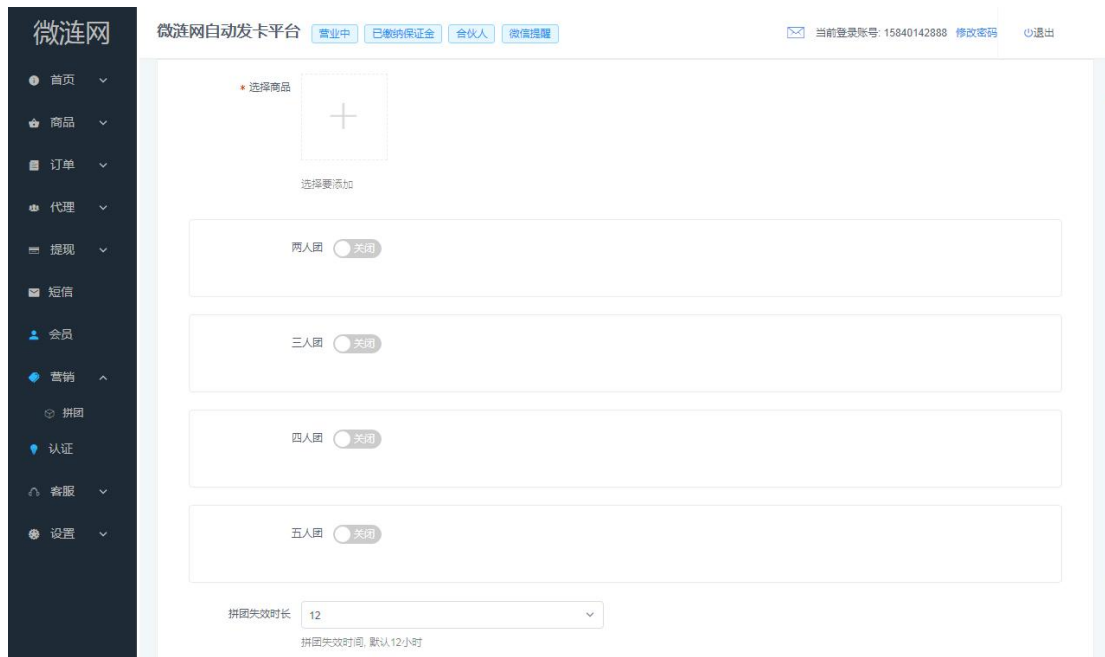 微涟网
微涟网自动发卡平台 营业中 已缴纳保证金 合伙人 微信提醒 当前登录账号: 15840142888 修改密码 退出
首页
商品
订单
代理
提现
短信
会员
营销
拼团
认证
客服
设置
* 选择商品
选择要添加
两人团 关闭
三人团 关闭
四人团 关闭
五人团 关闭
拼团失效时长 12
拼团失效时间, 默认12小时